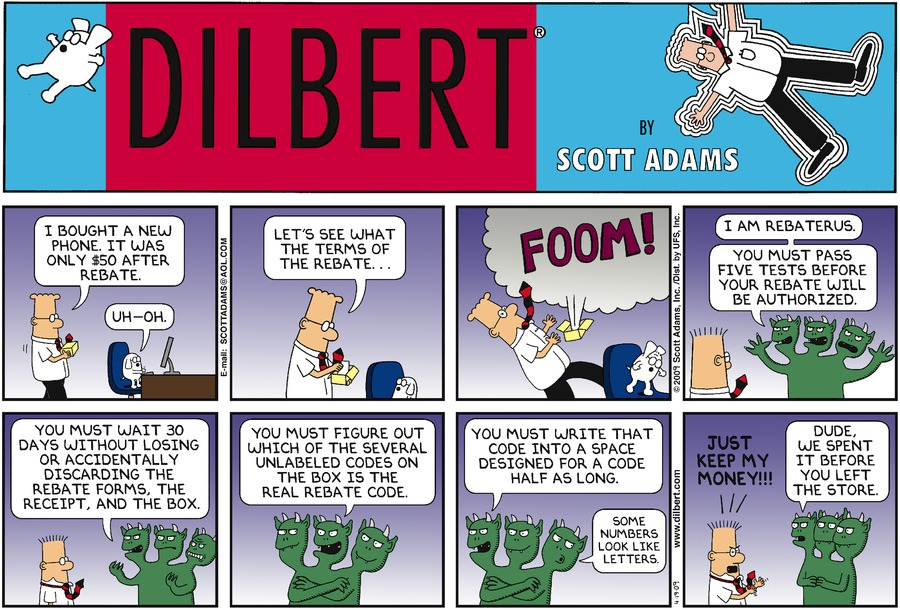 DILBERT®
BY
SCOTT ADAMS
I BOUGHT A NEW
PHONE. IT WAS
ONLY $50 AFTER
REBATE.
UH-OH.
E-mail: SCOTTADAMS@AOL.COM
LET'S SEE WHAT
THE TERMS OF
THE REBATE...
FOOM!
©2009 Scott Adams, Inc./Dist. by UFS, Inc.
I AM REBATERUS.
YOU MUST PASS
FIVE TESTS BEFORE
YOUR REBATE WILL
BE AUTHORIZED.
YOU MUST WAIT 30
DAYS WITHOUT LOSING
OR ACCIDENTALLY
DISCARDING THE
REBATE FORMS, THE
RECEIPT, AND THE BOX.
YOU MUST FIGURE OUT
WHICH OF THE SEVERAL
UNLABELED CODES ON
THE BOX IS THE
REAL REBATE CODE.
YOU MUST WRITE THAT
CODE INTO A SPACE
DESIGNED FOR A CODE
HALF AS LONG.
SOME
NUMBERS
LOOK LIKE
LETTERS.
www.dilbert.com
4-19-09
JUST
KEEP MY
MONEY!!!
DUDE,
WE SPENT
IT BEFORE
YOU LEFT
THE STORE.